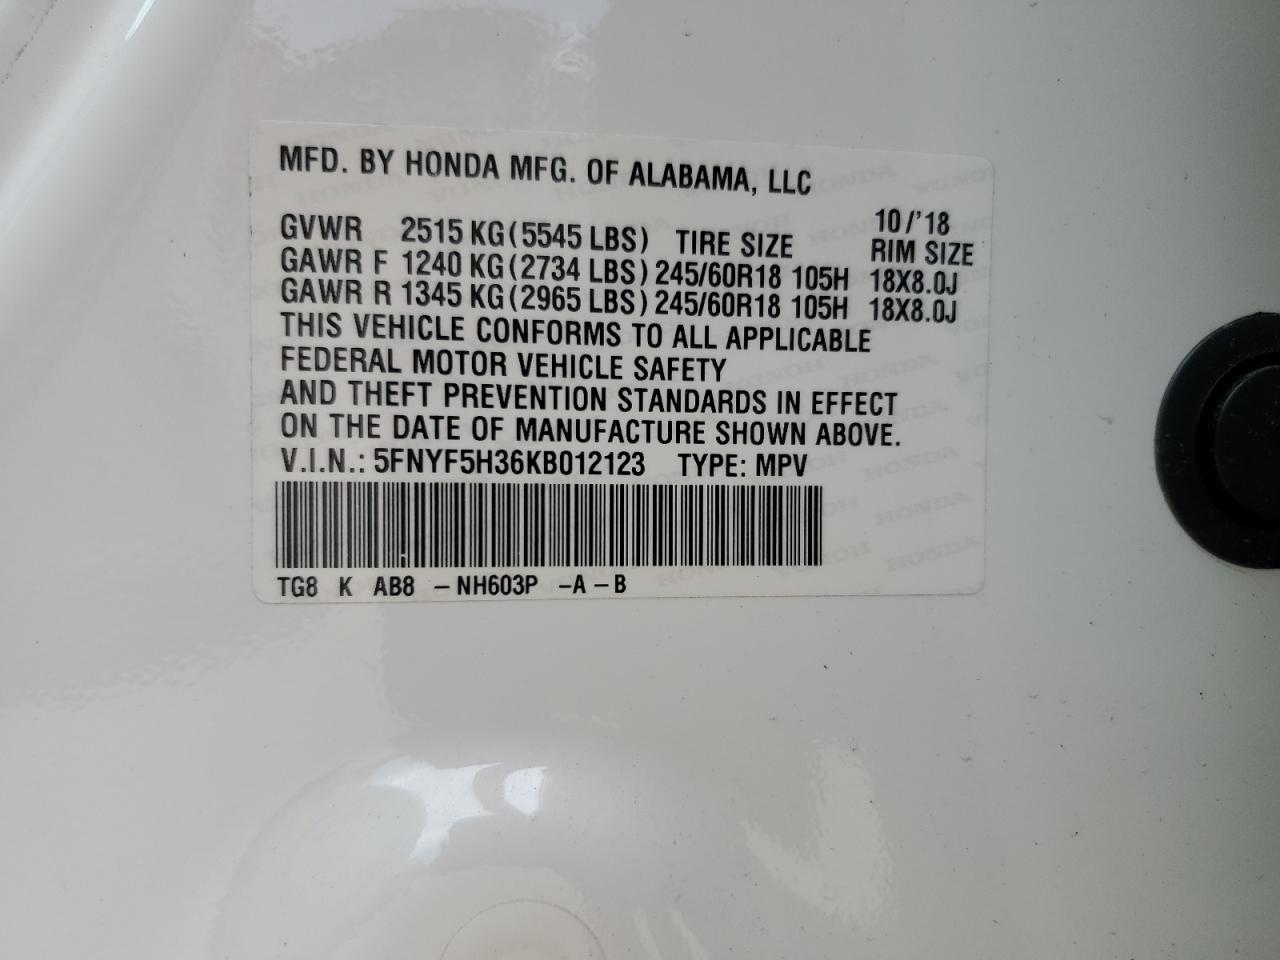 MFD. BY HONDA MFG. OF ALABAMA, LLC
10/'18
GVWR 2515 KG(5545 LBS) TIRE SIZE RIM SIZE
GAWR F 1240 KG(2734 LBS) 245/60R18 105H 18X8.0J
GAWR R 1345 KG(2965 LBS) 245/60R18 105H 18X8.0J
THIS VEHICLE CONFORMS TO ALL APPLICABLE
FEDERAL MOTOR VEHICLE SAFETY
AND THEFT PREVENTION STANDARDS IN EFFECT
ON THE DATE OF MANUFACTURE SHOWN ABOVE.
V.I.N.: 5FNYF5H36KB012123 TYPE: MPV
TG8 K AB8 -NH603P -A-B